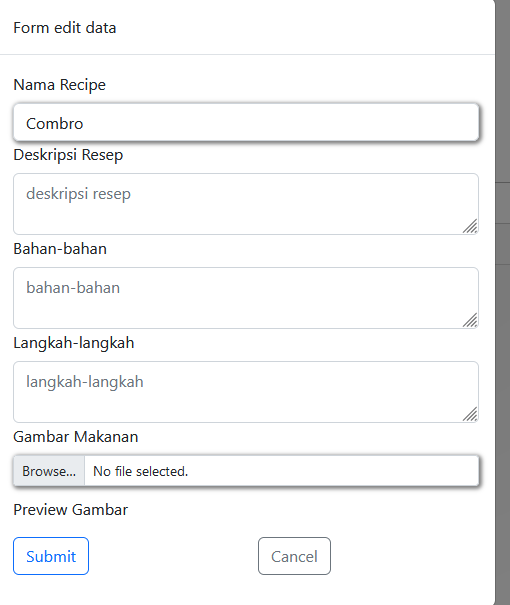 Form edit data
Nama Recipe
Combro
Deskripsi Resep
deskripsi resep
Bahan-bahan
bahan-bahan
Langkah-langkah
langkah-langkah
Gambar Makanan
Browse... No file selected.
Preview Gambar
Submit Cancel